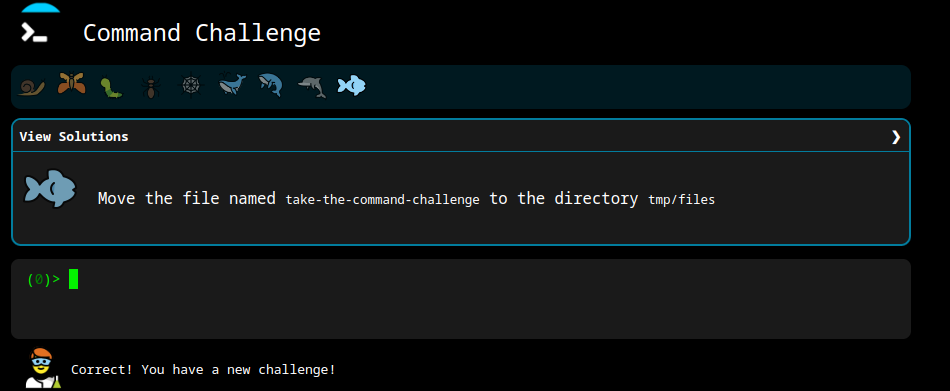 Command Challenge
View Solutions
Move the file named take-the-command-challenge to the directory tmp/files
(0)>
Correct! You have a new challenge!